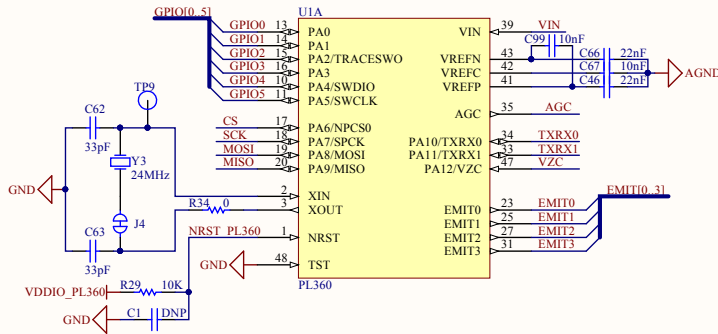 GPIO[0..5]
U1A
GPIO0 13 PA0
GPIO1 14 PA1
GPIO2 15 PA2/TRACESWO
GPIO3 16 PA3
GPIO4 10 PA4/SWDIO
GPIO5 11 PA5/SWCLK
CS 17 PA6/NPCS0
SCK 18 PA7/SPCK
MOSI 19 PA8/MOSI
MISO 20 PA9/MISO
2 XIN
R34 0 3 XOUT
NRST_PL360 1 NRST
GND 48 TST
PL360
VIN 39 VIN
C99 10nF
VREFN 43 C66 22nF
VREFC 42 C67 10nF
VREFP 41 C46 22nF
AGND
AGC 35 AGC
PA10/TXRX0 34 TXRX0
PA11/TXRX1 33 TXRX1
PA12/VZC 47 VZC
EMIT[0..3]
EMIT0 23 EMIT0
EMIT1 25 EMIT1
EMIT2 27 EMIT2
EMIT3 31 EMIT3
TP9
C62
33pF
Y3
24MHz
GND
J4
C63
33pF
R29 10K
VDDIO_PL360
C1 DNP
GND